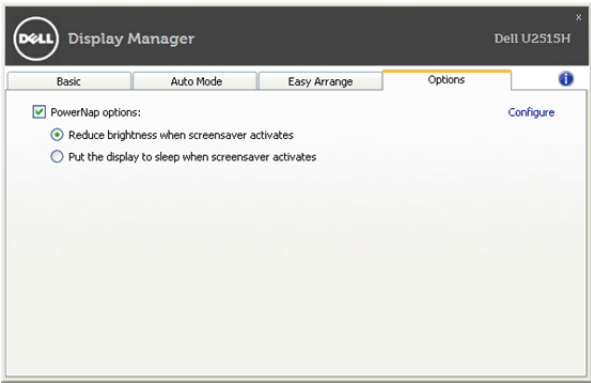 x
DELL Display Manager
Dell U2515H
Basic Auto Mode Easy Arrange Options i
PowerNap options:
Configure
Reduce brightness when screensaver activates
Put the display to sleep when screensaver activates